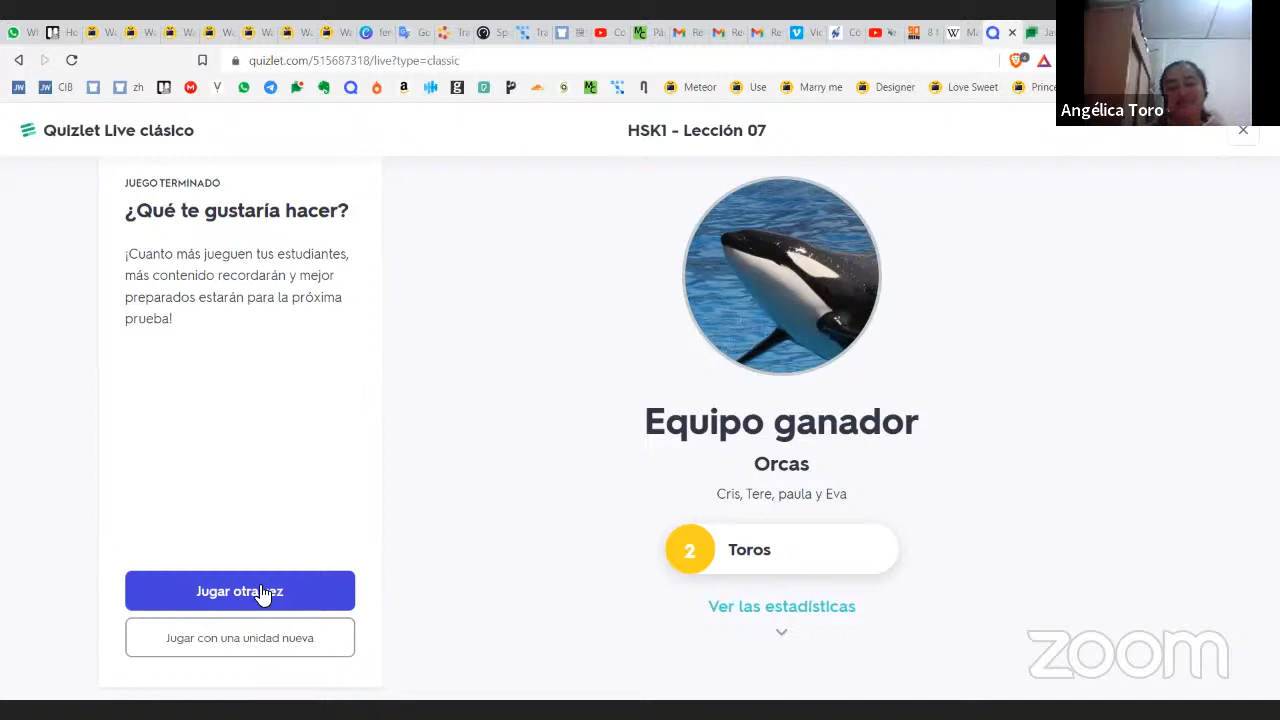 quizlet.com/515687318/live?type=classic
CIB
zh
Meteor
Use
Marry me
Designer
Love Sweet
Angélica Toro
Quizlet Live clásico
HSK1 - Lección 07
JUEGO TERMINADO
¿Qué te gustaría hacer?
¡Cuanto más jueguen tus estudiantes,
más contenido recordarán y mejor
preparados estarán para la próxima
prueba!
Jugar otra vez
Jugar con una unidad nueva
Equipo ganador
Orcas
Cris, Tere, paula y Eva
2
Toros
Ver las estadísticas
zoom